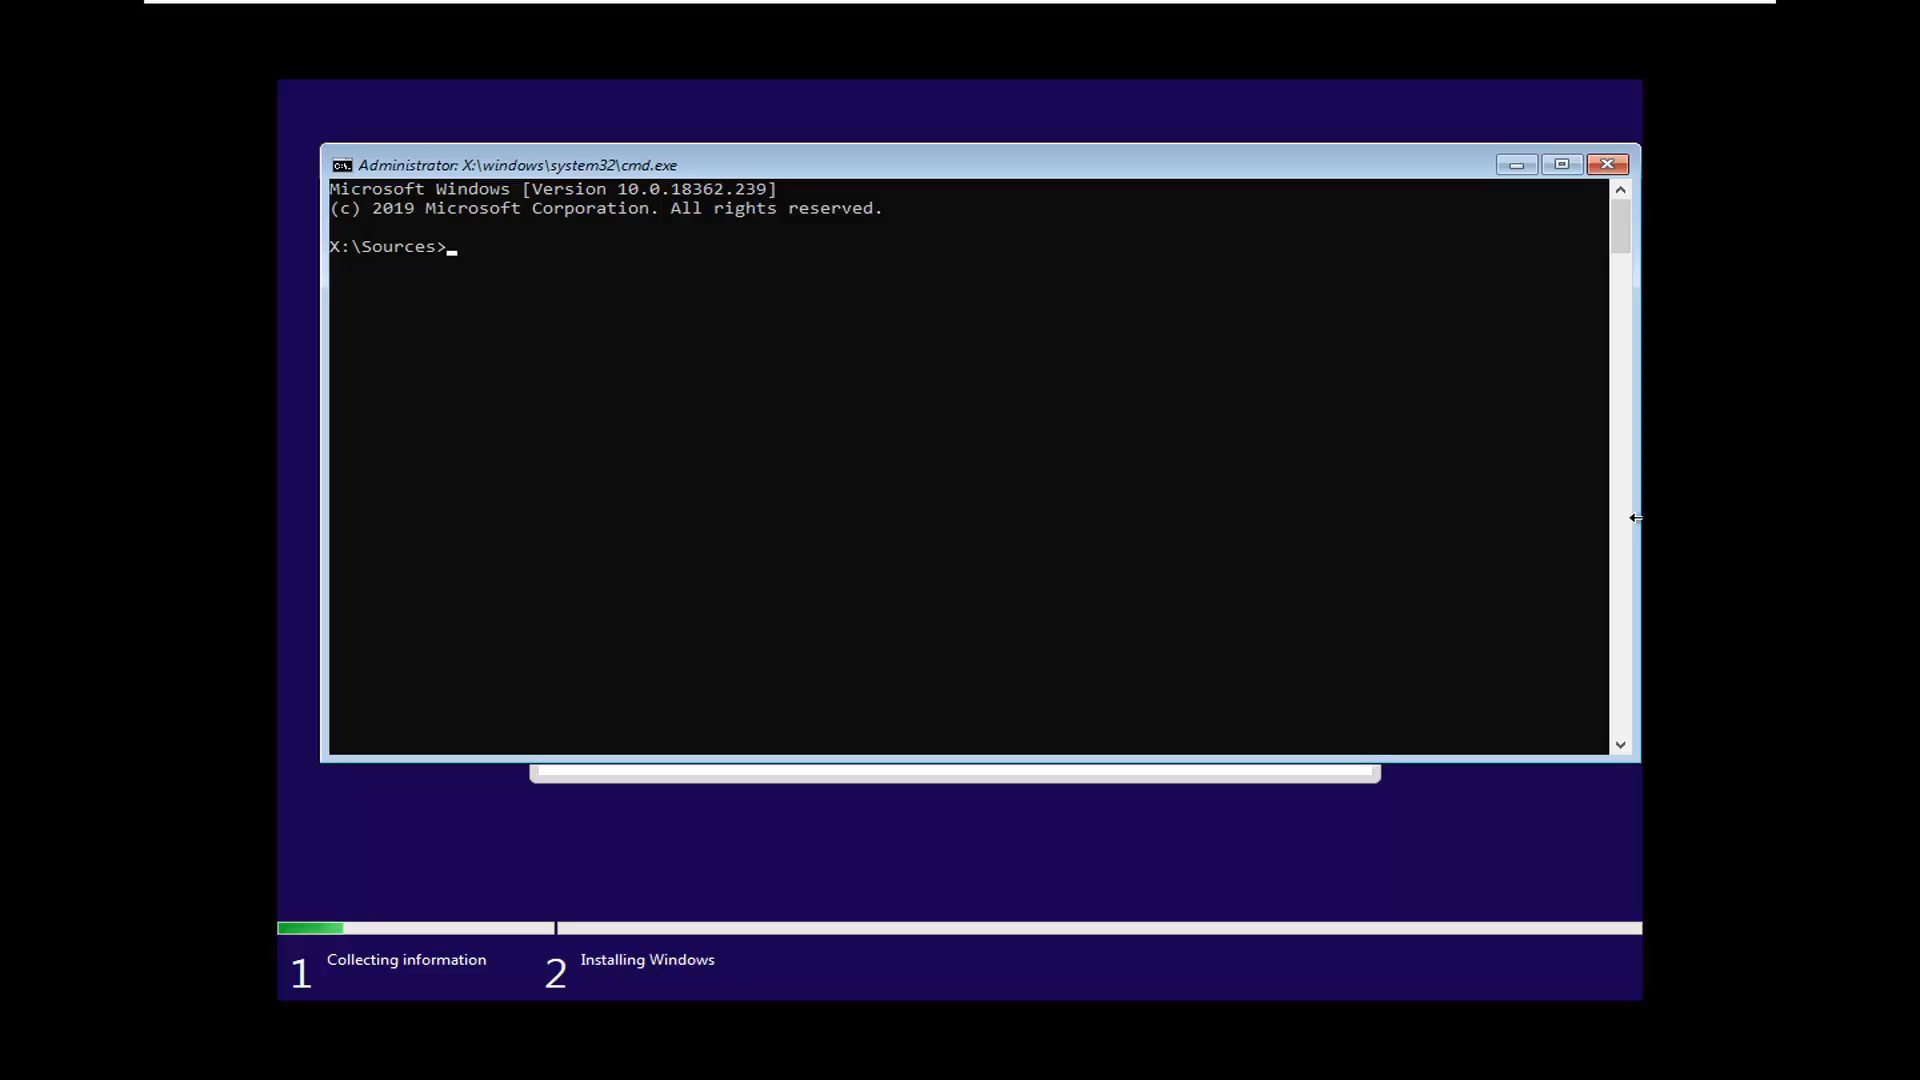 Administrator: X:\windows\system32\cmd.exe
Microsoft Windows [Version 10.0.18362.239]
(c) 2019 Microsoft Corporation. All rights reserved.
X:\Sources>
1 Collecting information 2 Installing Windows